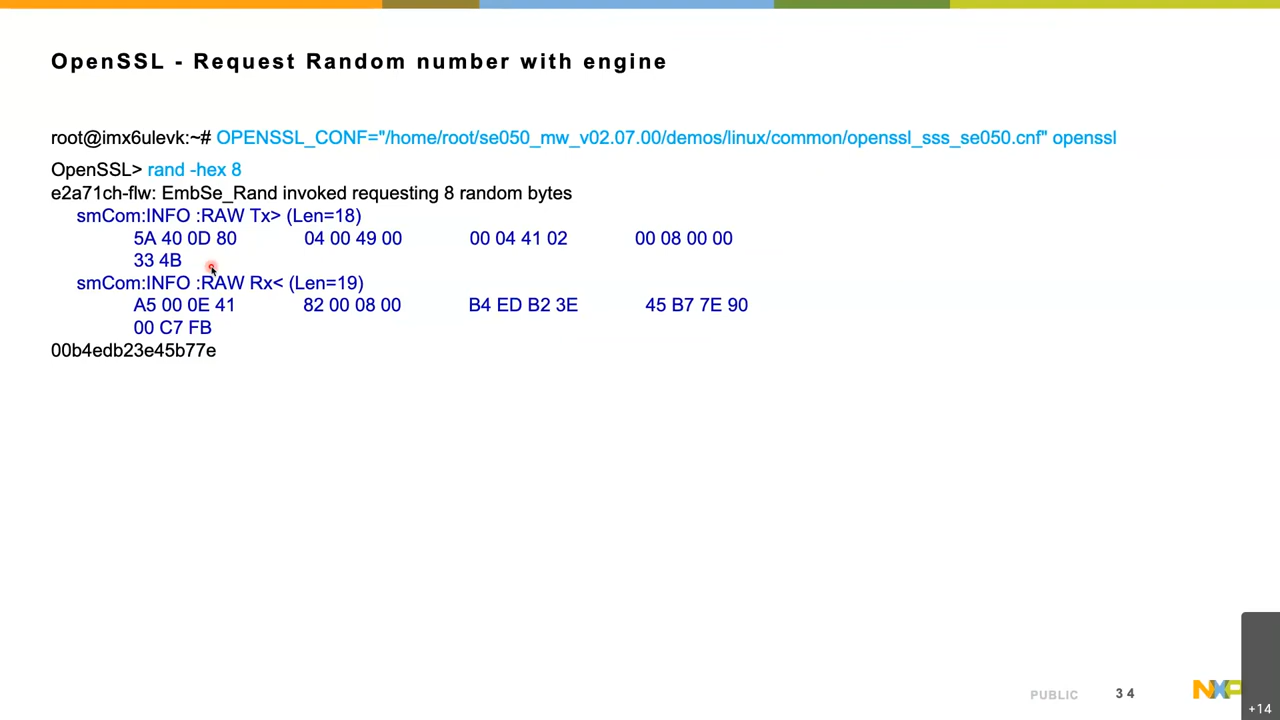 OpenSSL - Request Random number with engine
root@imx6ulevk:~# OPENSSL_CONF="/home/root/se050_mw_v02.07.00/demos/linux/common/openssl_sss_se050.cnf" openssl
OpenSSL> rand -hex 8
e2a71ch-flw: EmbSe_Rand invoked requesting 8 random bytes
smCom:INFO :RAW Tx> (Len=18)
5A 40 0D 80 04 00 49 00 00 04 41 02 00 08 00 00
33 4B
smCom:INFO :RAW Rx< (Len=19)
A5 00 0E 41 82 00 08 00 B4 ED B2 3E 45 B7 7E 90
00 C7 FB
00b4edb23e45b77e
PUBLIC 34 NXP
+14